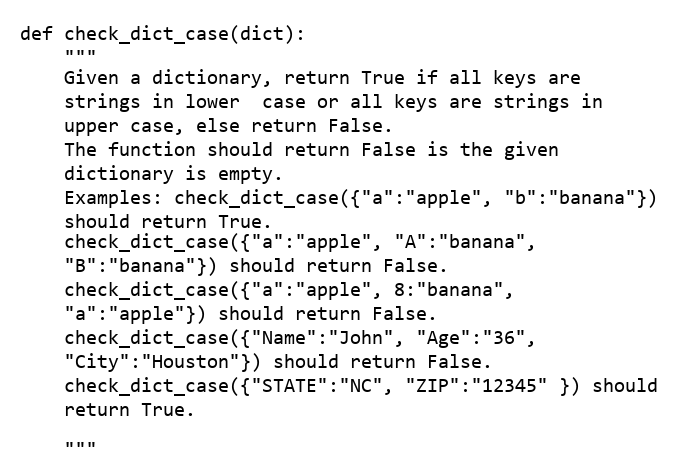 def check_dict_case(dict):
    """
    Given a dictionary, return True if all keys are
    strings in lower  case or all keys are strings in
    upper case, else return False.
    The function should return False is the given
    dictionary is empty.
    Examples: check_dict_case({"a":"apple", "b":"banana"})
    should return True.
    check_dict_case({"a":"apple", "A":"banana",
    "B":"banana"}) should return False.
    check_dict_case({"a":"apple", 8:"banana",
    "a":"apple"}) should return False.
    check_dict_case({"Name":"John", "Age":"36",
    "City":"Houston"}) should return False.
    check_dict_case({"STATE":"NC", "ZIP":"12345" }) should
    return True.
    """